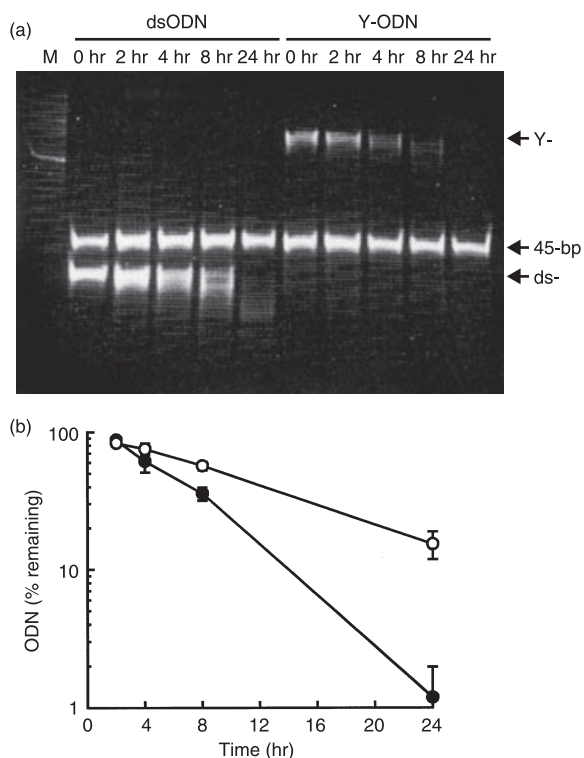 (a)
dsODN Y-ODN
M 0 hr 2 hr 4 hr 8 hr 24 hr 0 hr 2 hr 4 hr 8 hr 24 hr
Y-
45-bp
ds-
(b)
100
10
1
ODN (% remaining)
0 4 8 12 16 20 24
Time (hr)